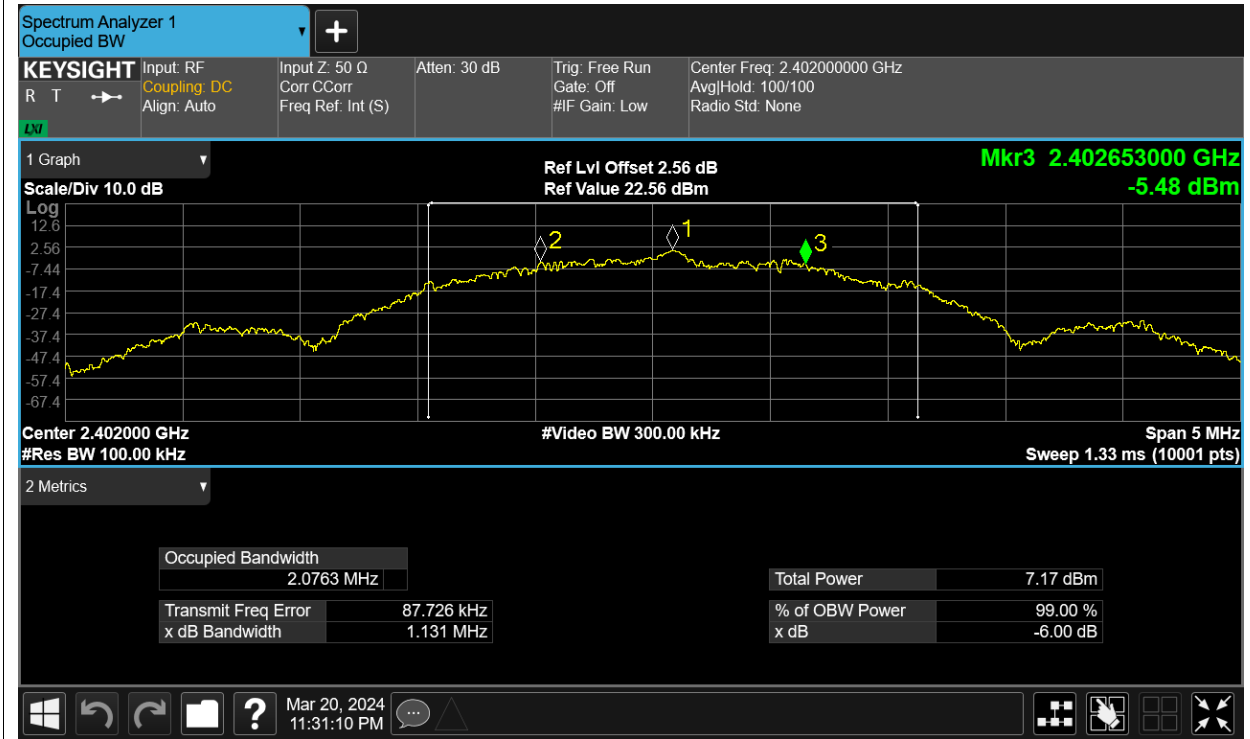 Spectrum Analyzer 1
Occupied BW
KEYSIGHT
R T
LXI
Input: RF
Coupling: DC
Align: Auto
Input Z: 50 Ω
Corr CCorr
Freq Ref: Int (S)
Atten: 30 dB
Trig: Free Run
Gate: Off
#IF Gain: Low
Center Freq: 2.402000000 GHz
Avg|Hold: 100/100
Radio Std: None
1 Graph
Scale/Div 10.0 dB
Ref Lvl Offset 2.56 dB
Ref Value 22.56 dBm
Mkr3 2.402653000 GHz
-5.48 dBm
Log
12.6
2.56
-7.44
-17.4
-27.4
-37.4
-47.4
-57.4
-67.4
2
1
3
Center 2.402000 GHz
#Video BW 300.00 kHz
Span 5 MHz
#Res BW 100.00 kHz
Sweep 1.33 ms (10001 pts)
2 Metrics
Occupied Bandwidth
2.0763 MHz
Total Power 7.17 dBm
Transmit Freq Error 87.726 kHz
% of OBW Power 99.00 %
x dB Bandwidth 1.131 MHz
x dB -6.00 dB
?
Mar 20, 2024
11:31:10 PM